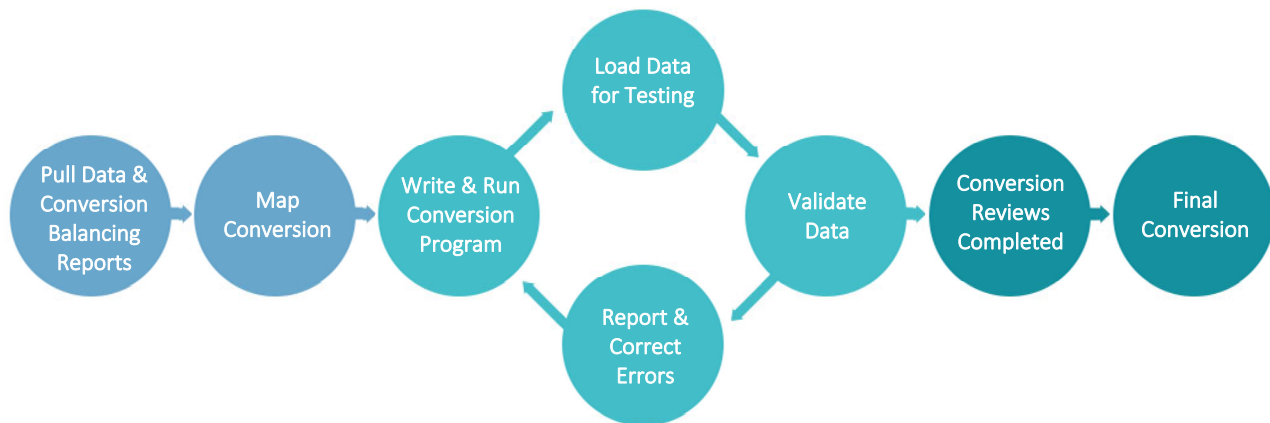 Pull Data &
Conversion
Balancing
Reports
Map
Conversion
Write & Run
Conversion
Program
Load Data
for Testing
Validate
Data
Report &
Correct
Errors
Conversion
Reviews
Completed
Final
Conversion